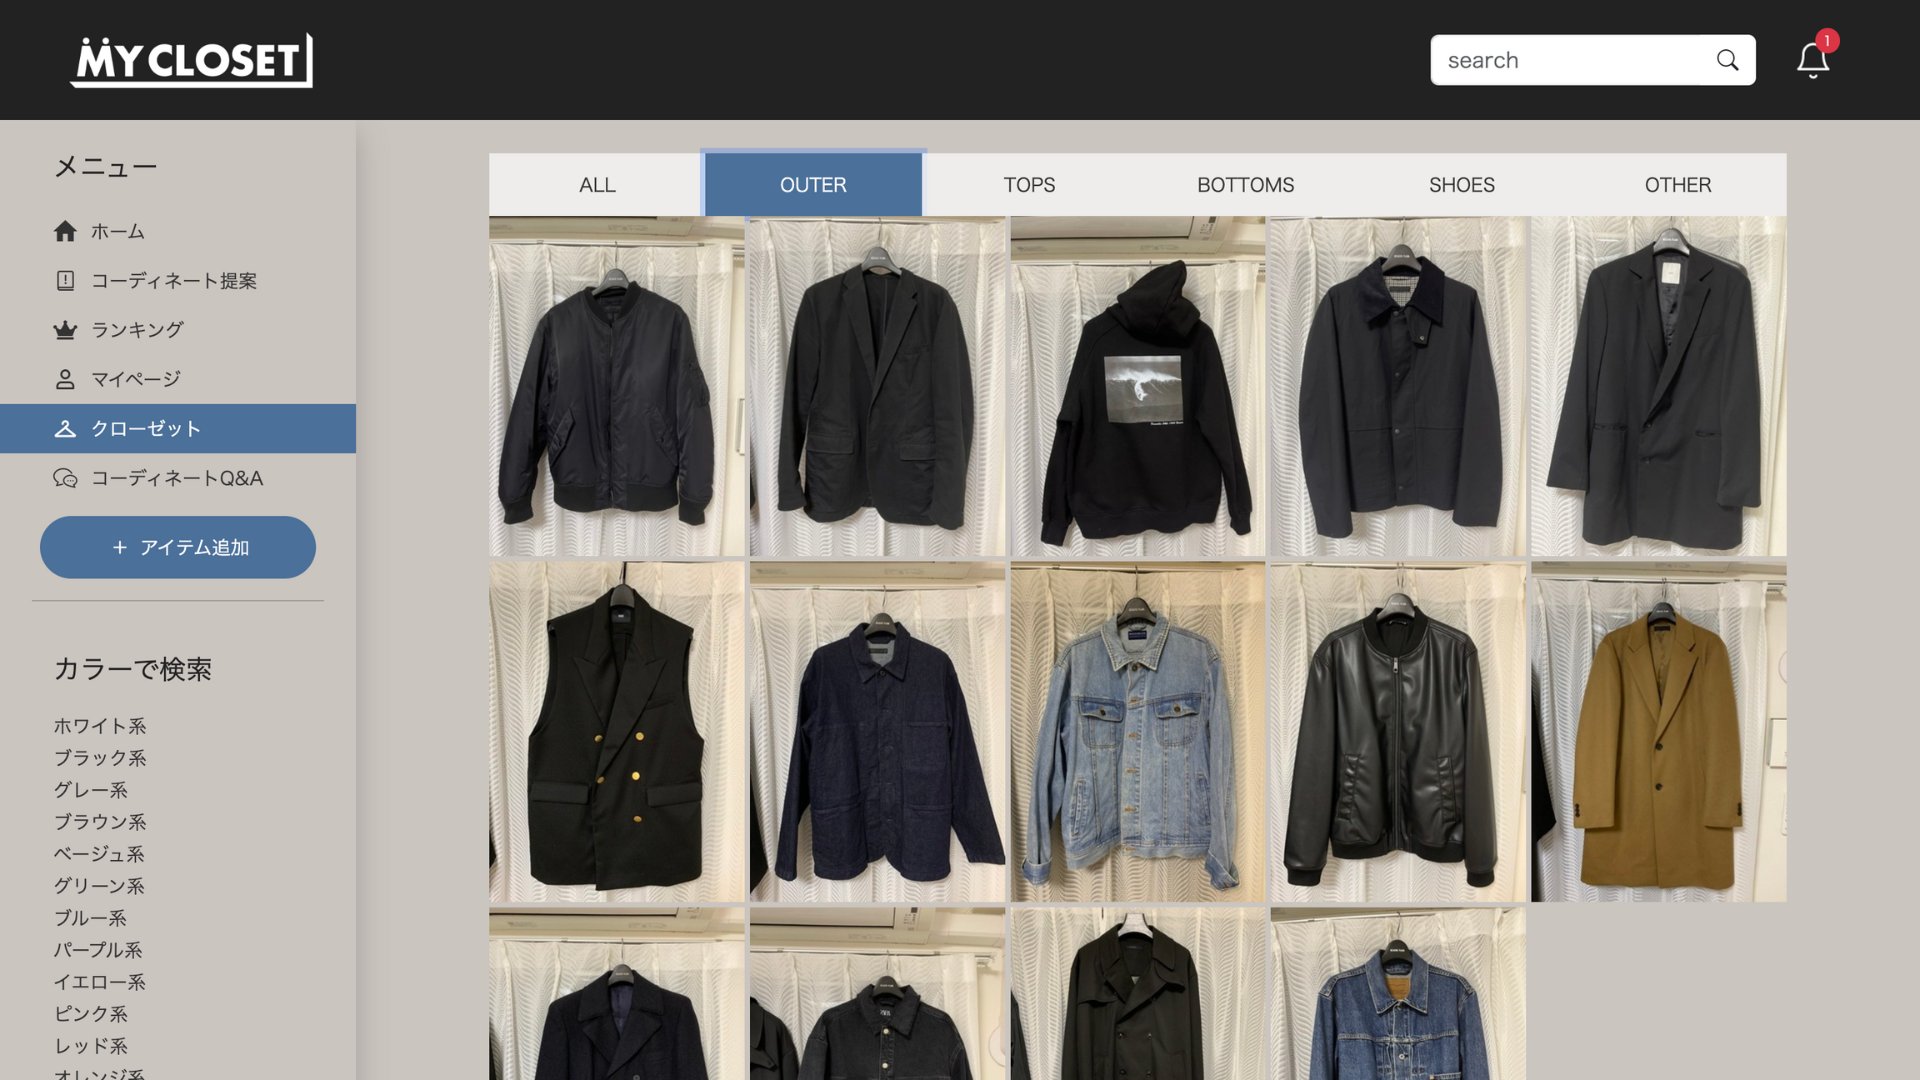 MY CLOSET
search
1
メニュー
ホーム
コーディネート提案
ランキング
マイページ
クローゼット
コーディネートQ&A
+ アイテム追加
カラーで検索
ホワイト系
ブラック系
グレー系
ブラウン系
ベージュ系
グリーン系
ブルー系
パープル系
イエロー系
ピンク系
レッド系
オレンジ系
ALL
OUTER
TOPS
BOTTOMS
SHOES
OTHER